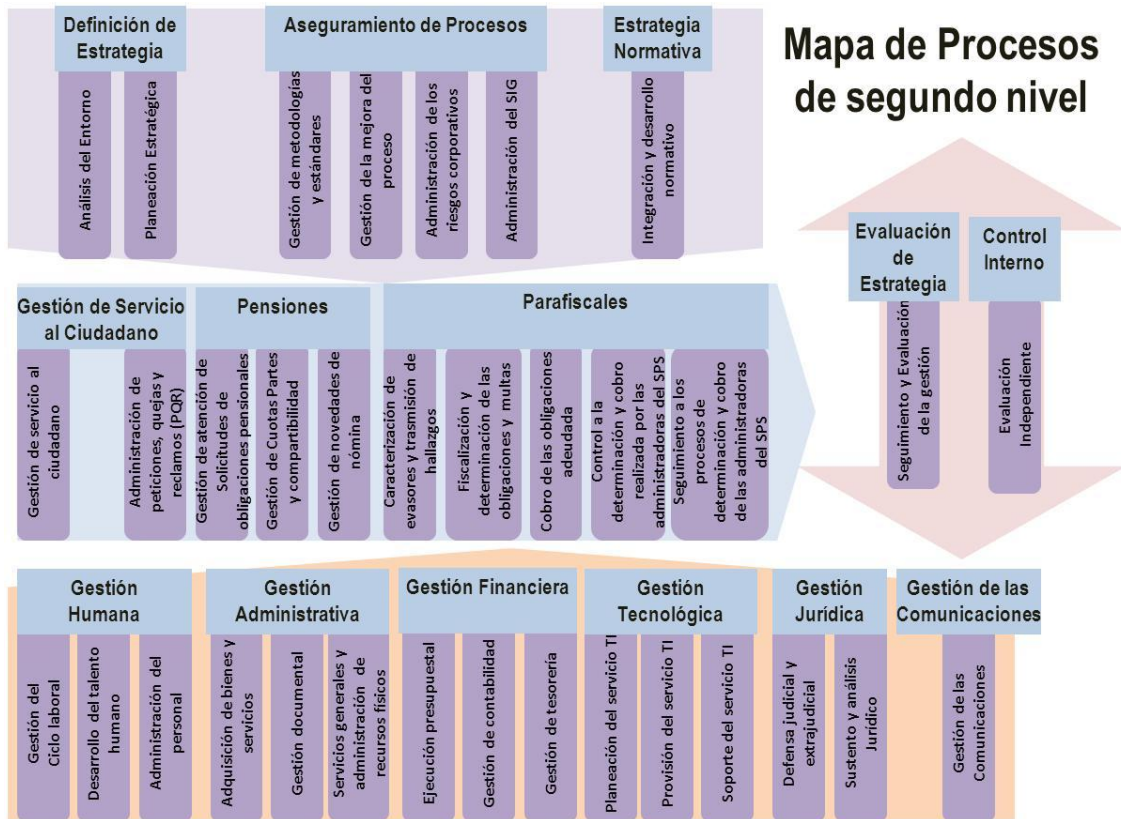 Mapa de Procesos
de segundo nivel
Definición de
Estrategia
Análisis del Entorno
Planeación Estratégica
Aseguramiento de Procesos
Gestión de metodologías
y estándares
Gestión de la mejora del
proceso
Administración de los
riesgos corporativos
Administración del SIG
Estrategia
Normativa
Integración y desarrollo
normativo
Evaluación
de
Estrategia
Seguimiento y Evaluación
de la gestión
Control
Interno
Evaluación
Independiente
Gestión de Servicio
al Ciudadano
Gestión de servicio al
ciudadano
Administración de
peticiones, quejas y
reclamos (PQR)
Pensiones
Gestión de atención de
Solicitudes de
obligaciones pensionales
Gestión de Cuotas Partes
y compartibilidad
Gestión de novedades de
nómina
Parafiscales
Caracterización de
evasores y trasmisión de
hallazgos
Fiscalización y
determinación de las
obligaciones y multas
Cobro de las obligaciones
adeudada
Control a la
determinación y cobro
realizada por las
administradoras del SPS
Seguimiento a los
procesos de
determinación y cobro
de las administradoras
del SPS
Gestión
Humana
Gestión del
Ciclo laboral
Desarrollo del talento
humano
Administración del
personal
Gestión
Administrativa
Adquisición de bienes y
servicios
Gestión documental
Servicios generales y
administración de
recursos físicos
Gestión Financiera
Ejecución presupuestal
Gestión de contabilidad
Gestión de tesorería
Gestión
Tecnológica
Planeación del servicio TI
Provisión del servicio TI
Soporte del servicio TI
Gestión
Jurídica
Defensa judicial y
extrajudicial
Sustento y análisis
Jurídico
Gestión de las
Comunicaciones
Gestión de las
Comunicaciones